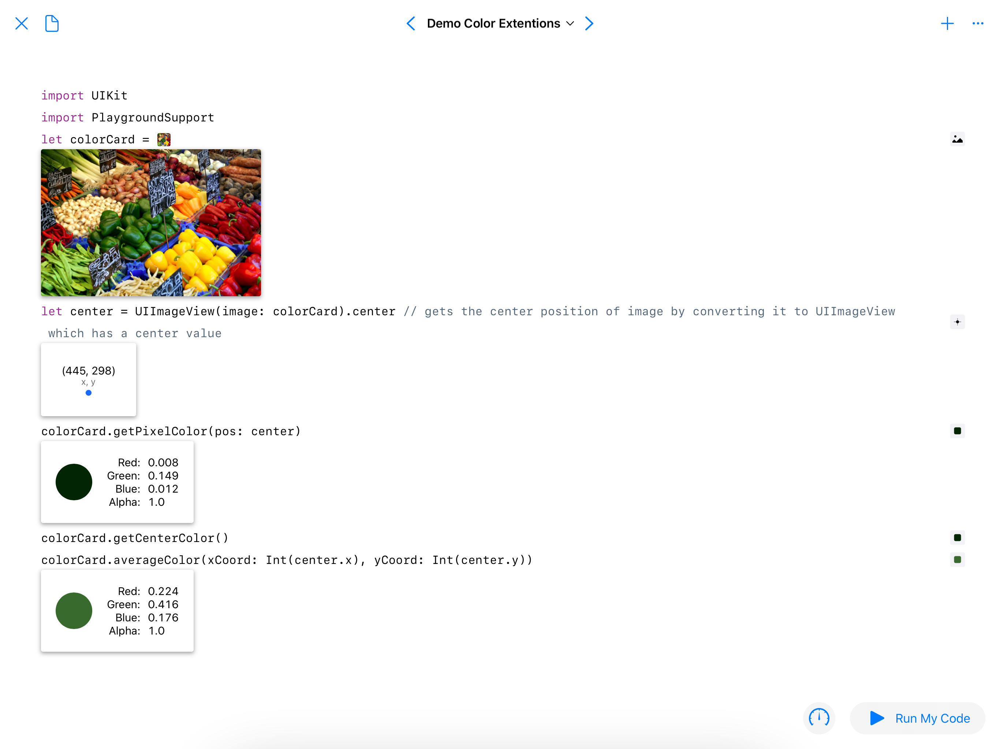 Demo Color Extentions
import UIKit
import PlaygroundSupport
let colorCard =
let center = UIImageView(image: colorCard).center // gets the center position of image by converting it to UIImageView
which has a center value
(445, 298)
x, y
colorCard.getPixelColor(pos: center)
Red: 0.008
Green: 0.149
Blue: 0.012
Alpha: 1.0
colorCard.getCenterColor()
colorCard.averageColor(xCoord: Int(center.x), yCoord: Int(center.y))
Red: 0.224
Green: 0.416
Blue: 0.176
Alpha: 1.0
Run My Code